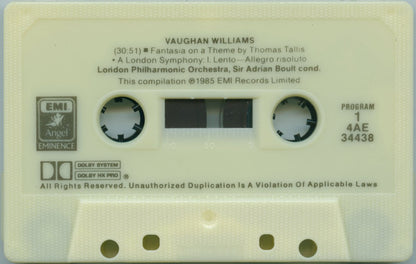 VAUGHAN WILLIAMS
(30:51) ■ Fantasia on a Theme by Thomas Tallis
• A London Symphony: I. Lento—Allegro risoluto
London Philharmonic Orchestra, Sir Adrian Boult cond.
This compilation ℗1985 EMI Records Limited
EMI
Angel
EMINENCE
PROGRAM
1
4AE
34438
50
DOLBY SYSTEM
DOLBY HX PRO ®
All Rights Reserved. Unauthorized Duplication Is A Violation Of Applicable Laws